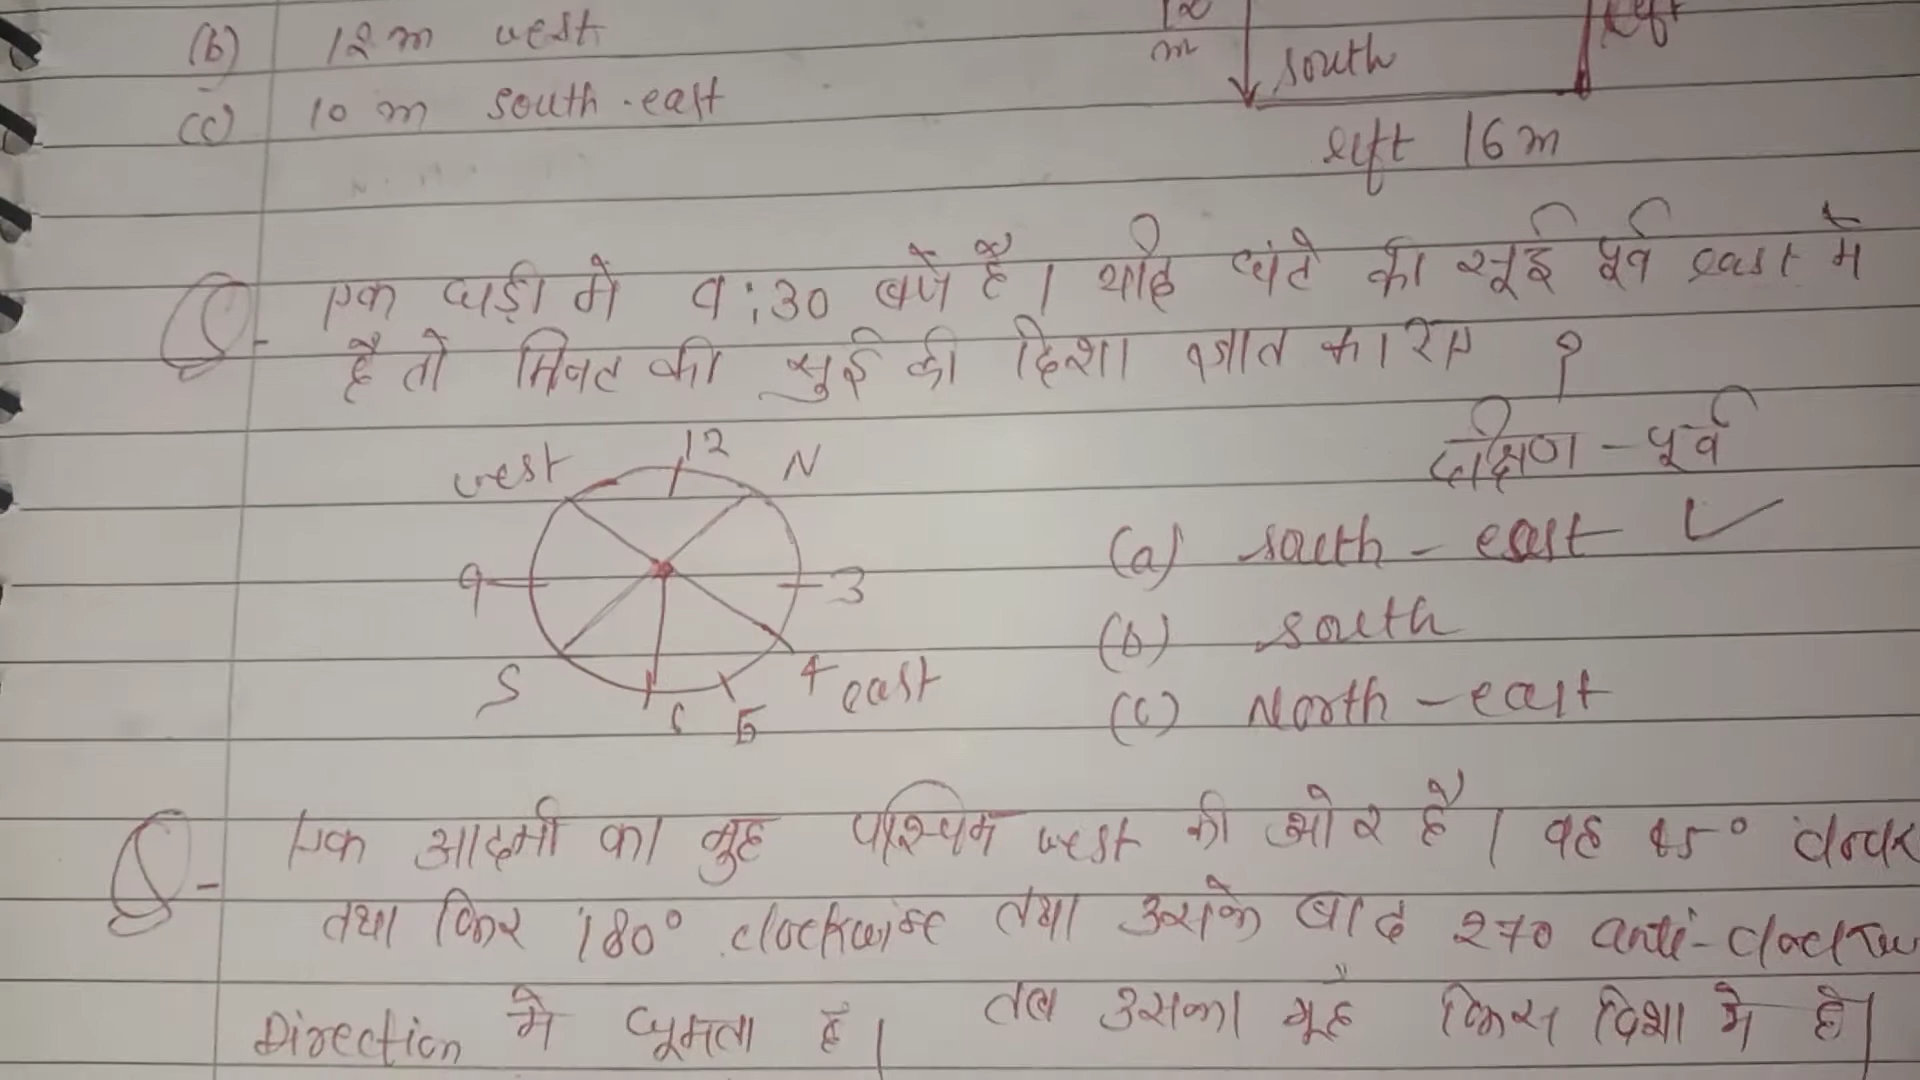 (b) 12 m west
(c) 10 m south-east
12 m
south
left
left 16 m
Q- एक घड़ी में 4:30 बजे है। यदि घंटे की सूई पूर्व east में
है तो मिनट की सुई की दिशा ज्ञात करिए ?
दक्षिण - पूर्व
west 12 N
9 3
S 6 5 4 east
(a) south - east ✓
(b) south
(c) North - east
Q- एक आदमी का मुह पश्चिम west की ओर है। वह 45°
तथा फिर 180° clockwise तथा उसके बाद 270 anti-
Direction में घूमता है। तब उसका मूह किस दिशा में है।